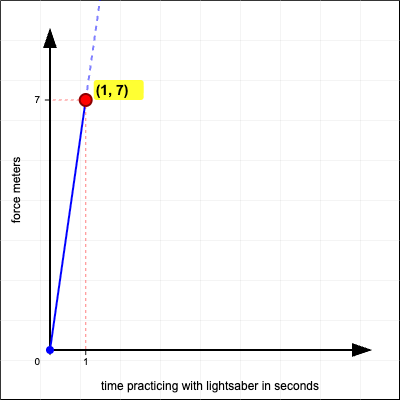 (1, 7)
7
force meters
0
1
time practicing with lightsaber in seconds